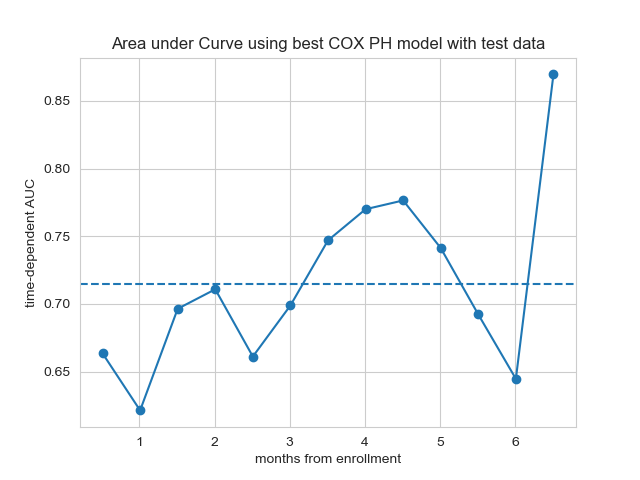 Area under Curve using best COX PH model with test data
time-dependent AUC
0.85
0.80
0.75
0.70
0.65
1 2 3 4 5 6
months from enrollment